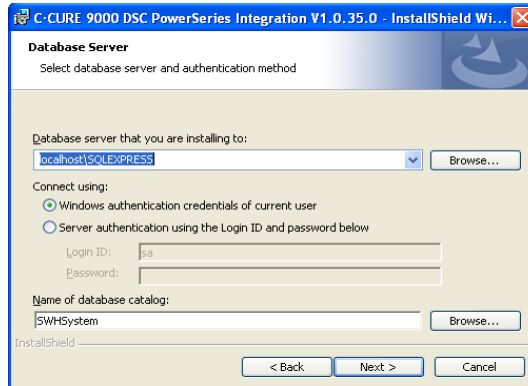 C·CURE 9000 DSC PowerSeries Integration V1.0.35.0 - InstallShield Wi...
Database Server
Select database server and authentication method
Database server that you are installing to:
localhost\SQLEXPRESS
Browse...
Connect using:
Windows authentication credentials of current user
Server authentication using the Login ID and password below
Login ID:
sa
Password:
Name of database catalog:
SWHSystem
Browse...
InstallShield
< Back
Next >
Cancel